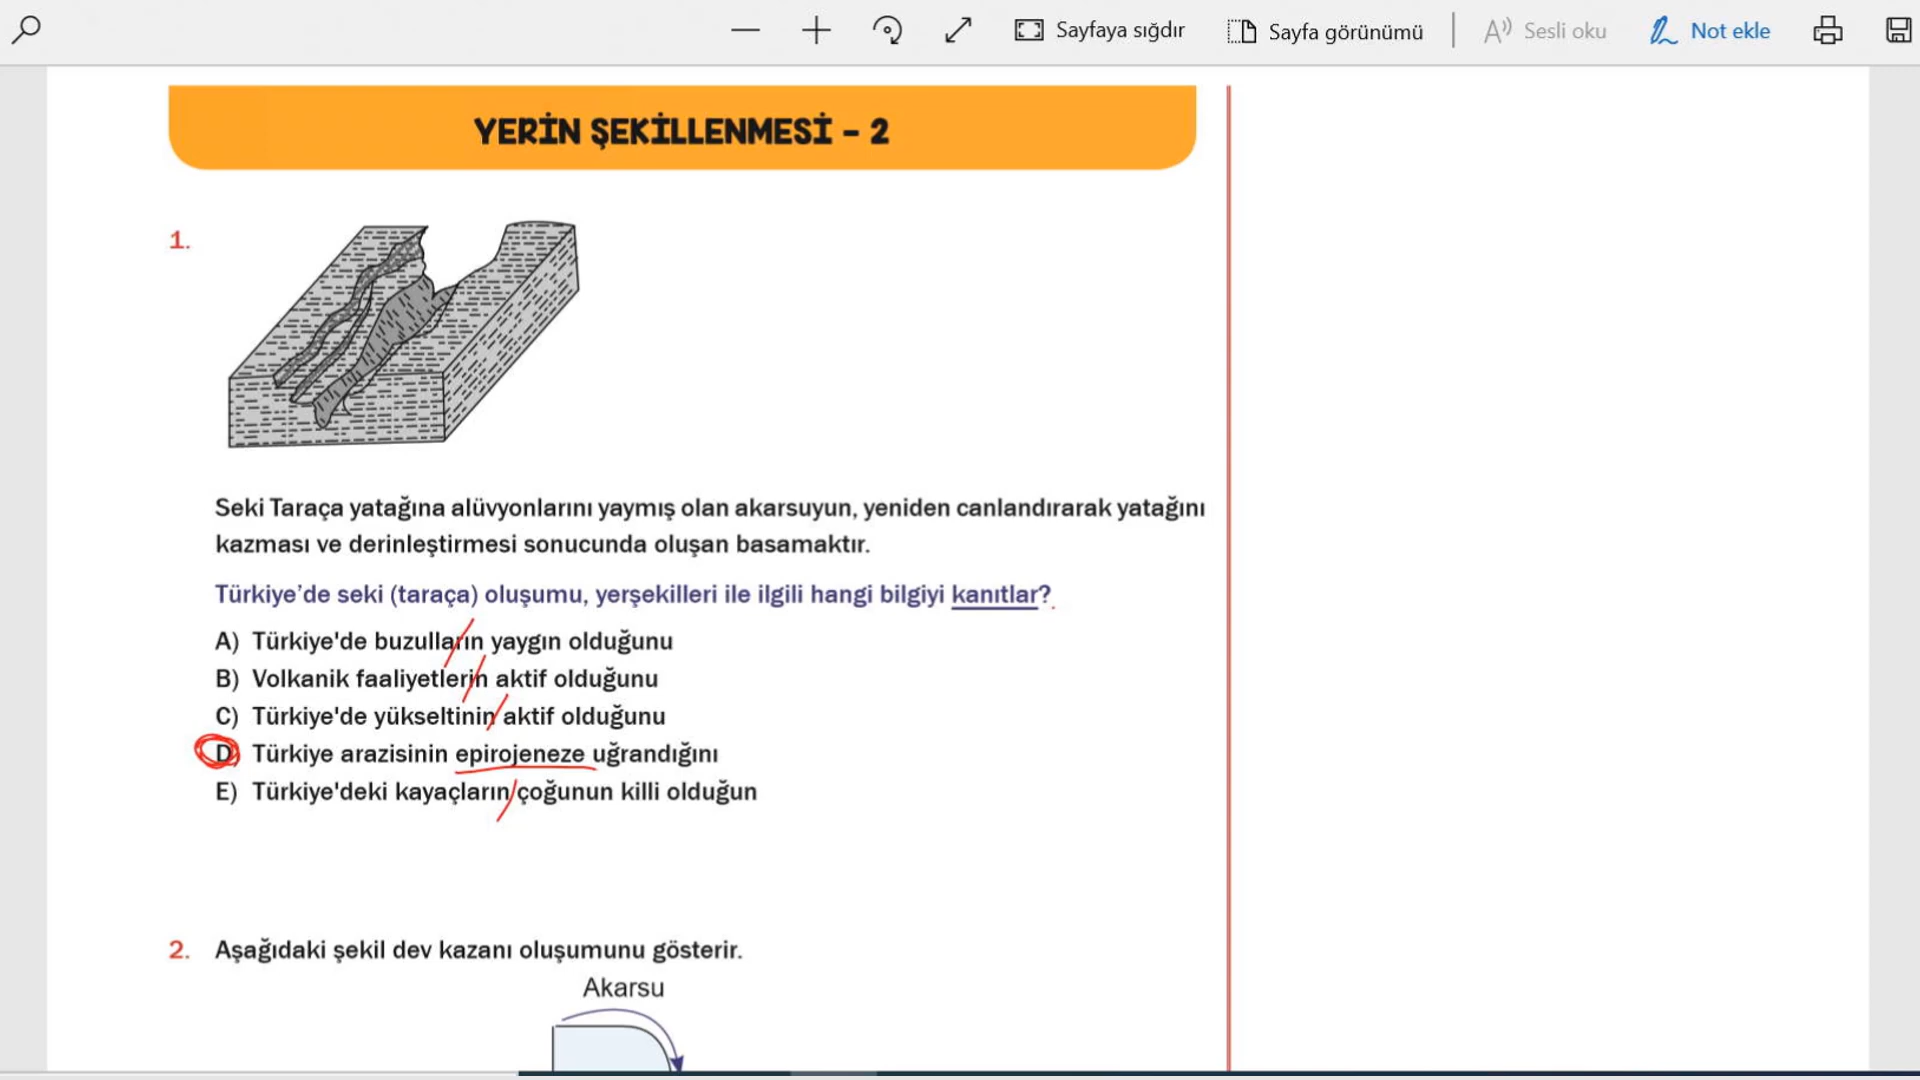 Sayfaya sığdır
Sayfa görünümü
Sesli oku
Not ekle
YERİN ŞEKİLLENMESİ – 2
1.
Seki Taraça yatağına alüvyonlarını yaymış olan akarsuyun, yeniden canlandırarak yatağını
kazması ve derinleştirmesi sonucunda oluşan basamaktır.
Türkiye’de seki (taraça) oluşumu, yerşekilleri ile ilgili hangi bilgiyi kanıtlar?
A) Türkiye'de buzulların yaygın olduğunu
B) Volkanik faaliyetlerin aktif olduğunu
C) Türkiye'de yükseltinin aktif olduğunu
D) Türkiye arazisinin epirojeneze uğrandığını
E) Türkiye'deki kayaçların çoğunun killi olduğun
2. Aşağıdaki şekil dev kazanı oluşumunu gösterir.
Akarsu